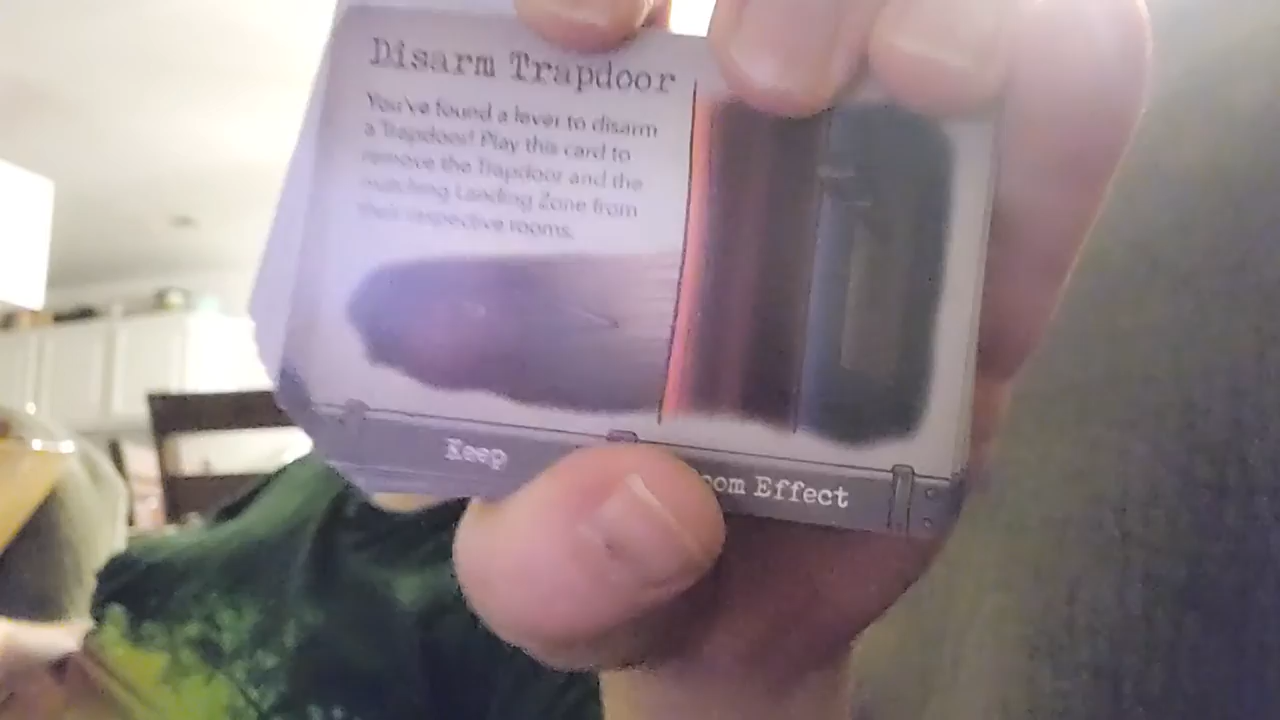 Disarm Trapdoor
You've found a lever to disarm
a Trapdoor! Play this card to
remove the Trapdoor and the
matching Landing Zone from
their respective rooms.
Keep
oom Effect